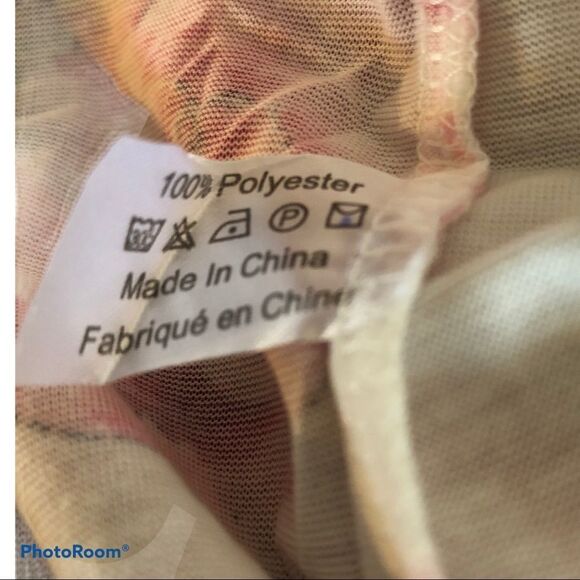 100% Polyester
Made In China
Fabriqué en Chine
PhotoRoom®